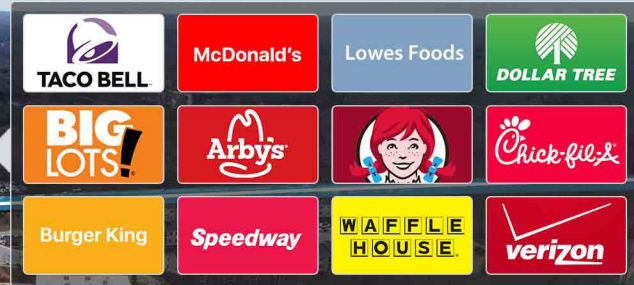 TACO BELL
McDonald's
Lowes Foods
DOLLAR TREE
BIG
LOTS!
Arby's
Chick-fil-A
Burger King
Speedway
WAFFLE
HOUSE
verizon